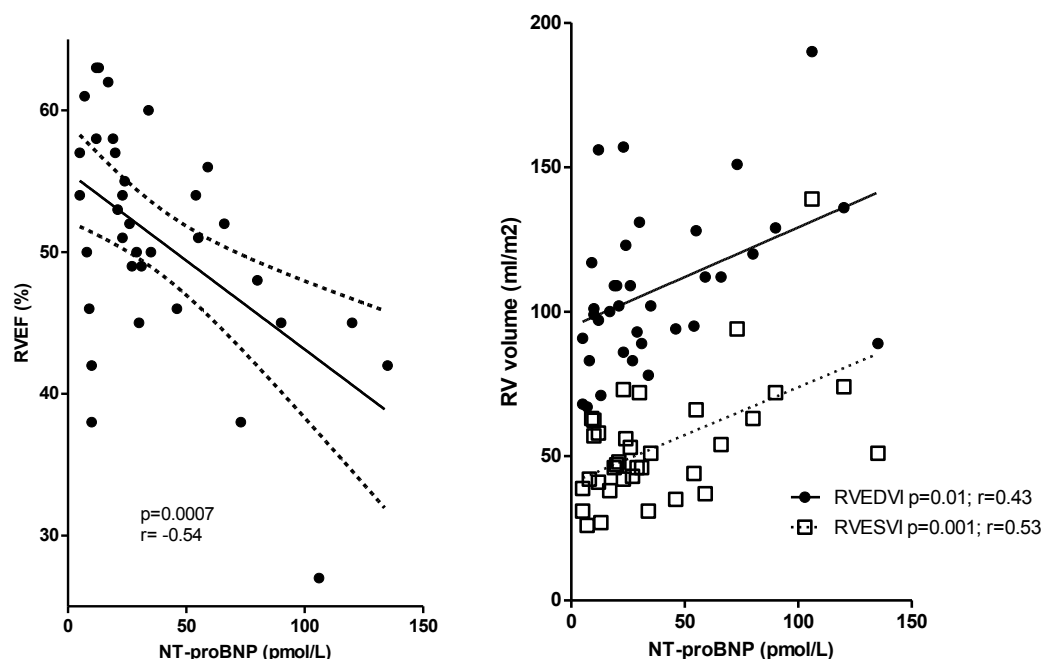 RVEF (%)
60
50
40
30
p=0.0007
r= -0.54
0
50
100
150
NT-proBNP (pmol/L)
RV volume (ml/m2)
200
150
100
50
0
RVEDVI p=0.01; r=0.43
RVESVI p=0.001; r=0.53
0
50
100
150
NT-proBNP (pmol/L)